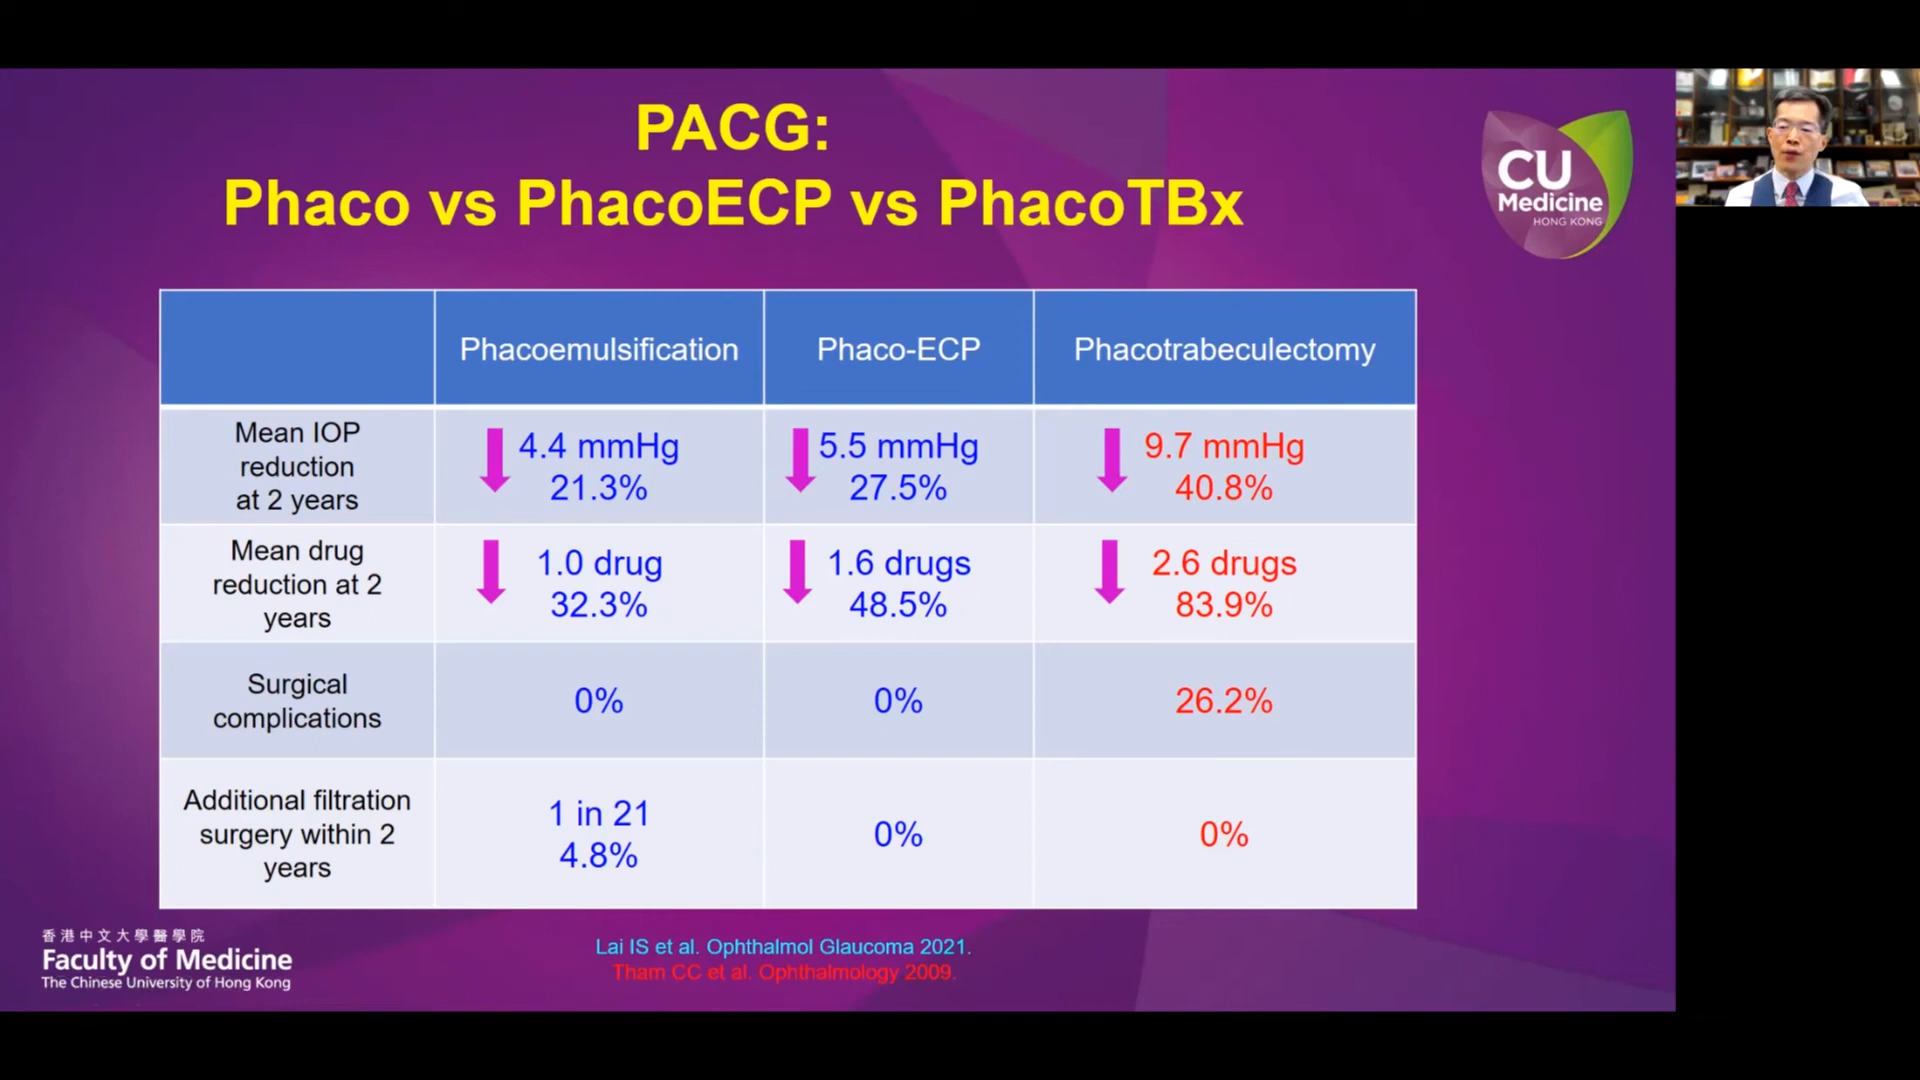 PACG:
Phaco vs PhacoECP vs PhacoTBx
CU
Medicine
HONG KONG
Phacoemulsification
Phaco-ECP
Phacotrabeculectomy
Mean IOP
reduction
at 2 years
4.4 mmHg
21.3%
5.5 mmHg
27.5%
9.7 mmHg
40.8%
Mean drug
reduction at 2
years
1.0 drug
32.3%
1.6 drugs
48.5%
2.6 drugs
83.9%
Surgical
complications
0%
0%
26.2%
Additional filtration
surgery within 2
years
1 in 21
4.8%
0%
0%
香港中文大學醫學院
Faculty of Medicine
The Chinese University of Hong Kong
Lai IS et al. Ophthalmol Glaucoma 2021.
Tham CC et al. Ophthalmology 2009.